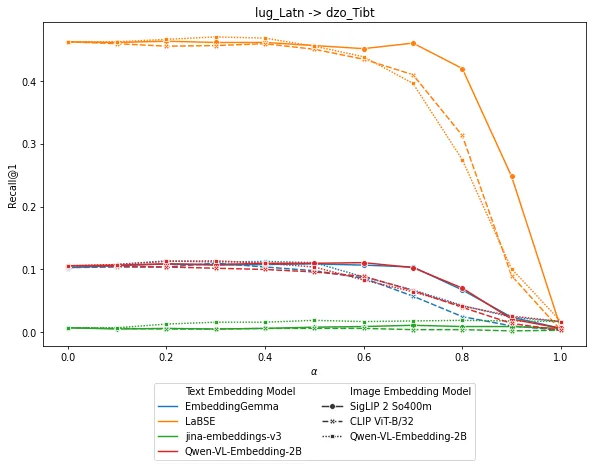 lug_Latn -> dzo_Tibt
Recall@1
0.4
0.3
0.2
0.1
0.0
0.0 0.2 0.4 0.6 0.8 1.0
α
Text Embedding Model
EmbeddingGemma
LaBSE
jina-embeddings-v3
Qwen-VL-Embedding-2B
Image Embedding Model
SigLIP 2 So400m
CLIP ViT-B/32
Qwen-VL-Embedding-2B